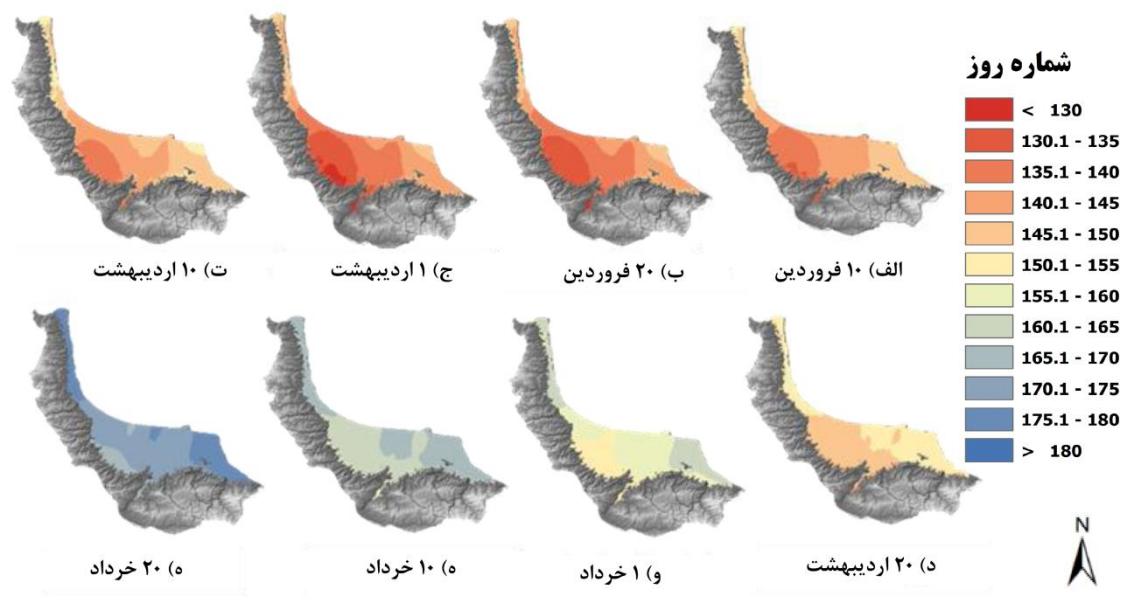 شماره روز
< 130
130.1 - 135
135.1 - 140
140.1 - 145
145.1 - 150
150.1 - 155
155.1 - 160
160.1 - 165
165.1 - 170
170.1 - 175
175.1 - 180
> 180
الف) ۱۰ فروردین
ب) ۲۰ فروردین
ج) ۱ اردیبهشت
ت) ۱۰ اردیبهشت
د) ۲۰ اردیبهشت
و) ۱ خرداد
ه) ۱۰ خرداد
ه) ۲۰ خرداد
N